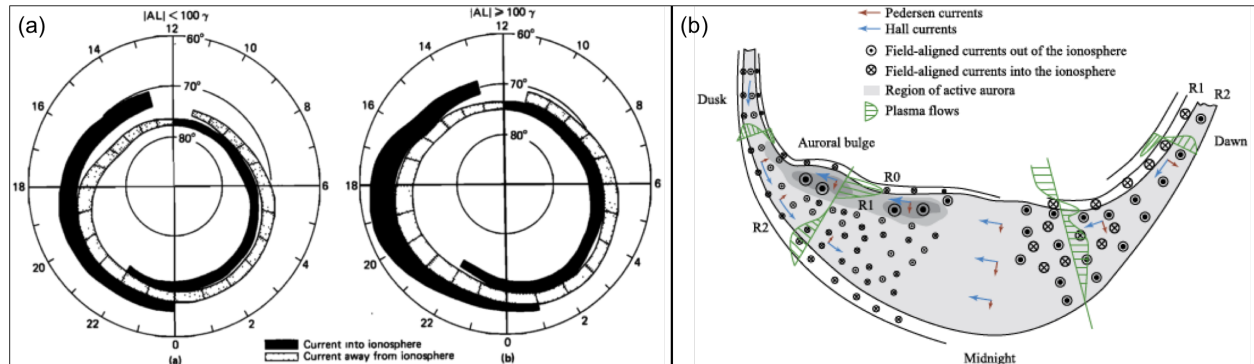 (a)
|AL| < 100 γ
12
60°
14
10
70°
16
8
80°
18
6
20
4
22
2
0
(a)
|AL| ≥ 100 γ
12
60°
14
10
70°
16
8
80°
18
6
20
4
22
2
0
(b)
Current into ionosphere
Current away from ionosphere
(b)
Pedersen currents
Hall currents
Field-aligned currents out of the ionosphere
Field-aligned currents into the ionosphere
Region of active aurora
Plasma flows
Dusk
R1
R2
Dawn
Auroral bulge
R0
R1
R2
Midnight